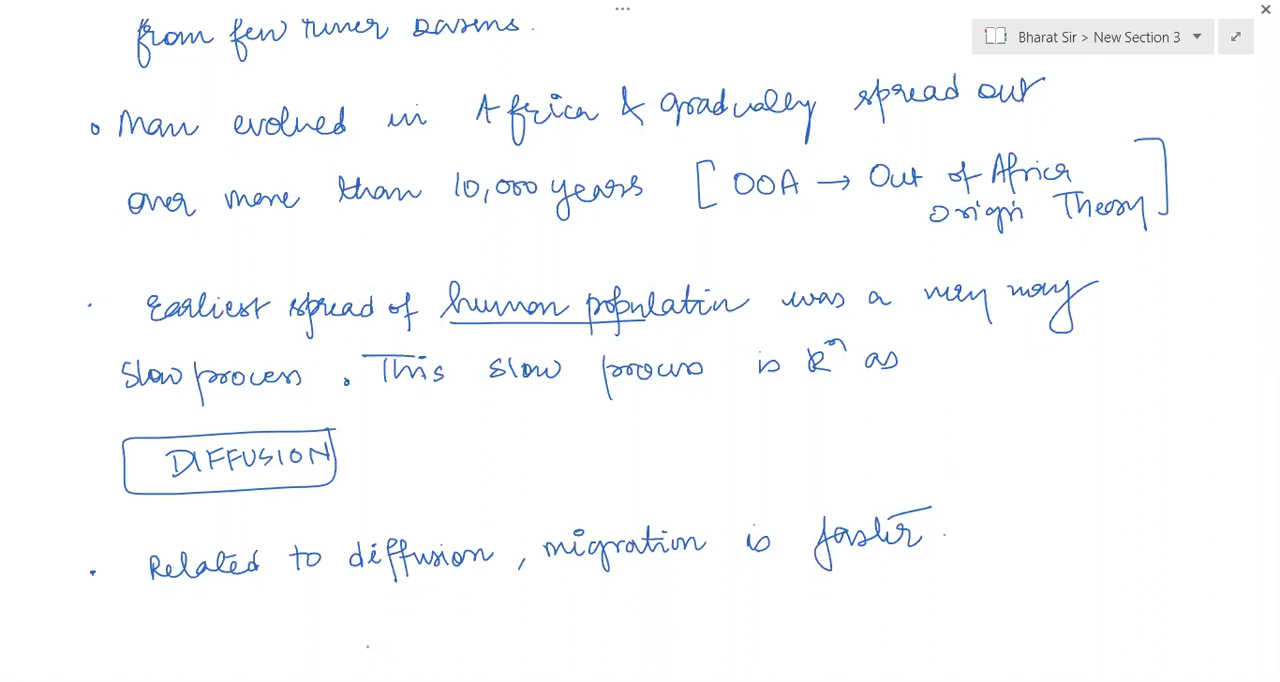 from few river basins.
Bharat Sir > New Section 3
• Man evolved in Africa & gradually spread out
over more than 10,000 years [OOA → Out of Africa
Origin Theory]
• Earliest spread of human population was a very
slow process. This slow process is as
DIFFUSION
• Related to diffusion, migration is faster.